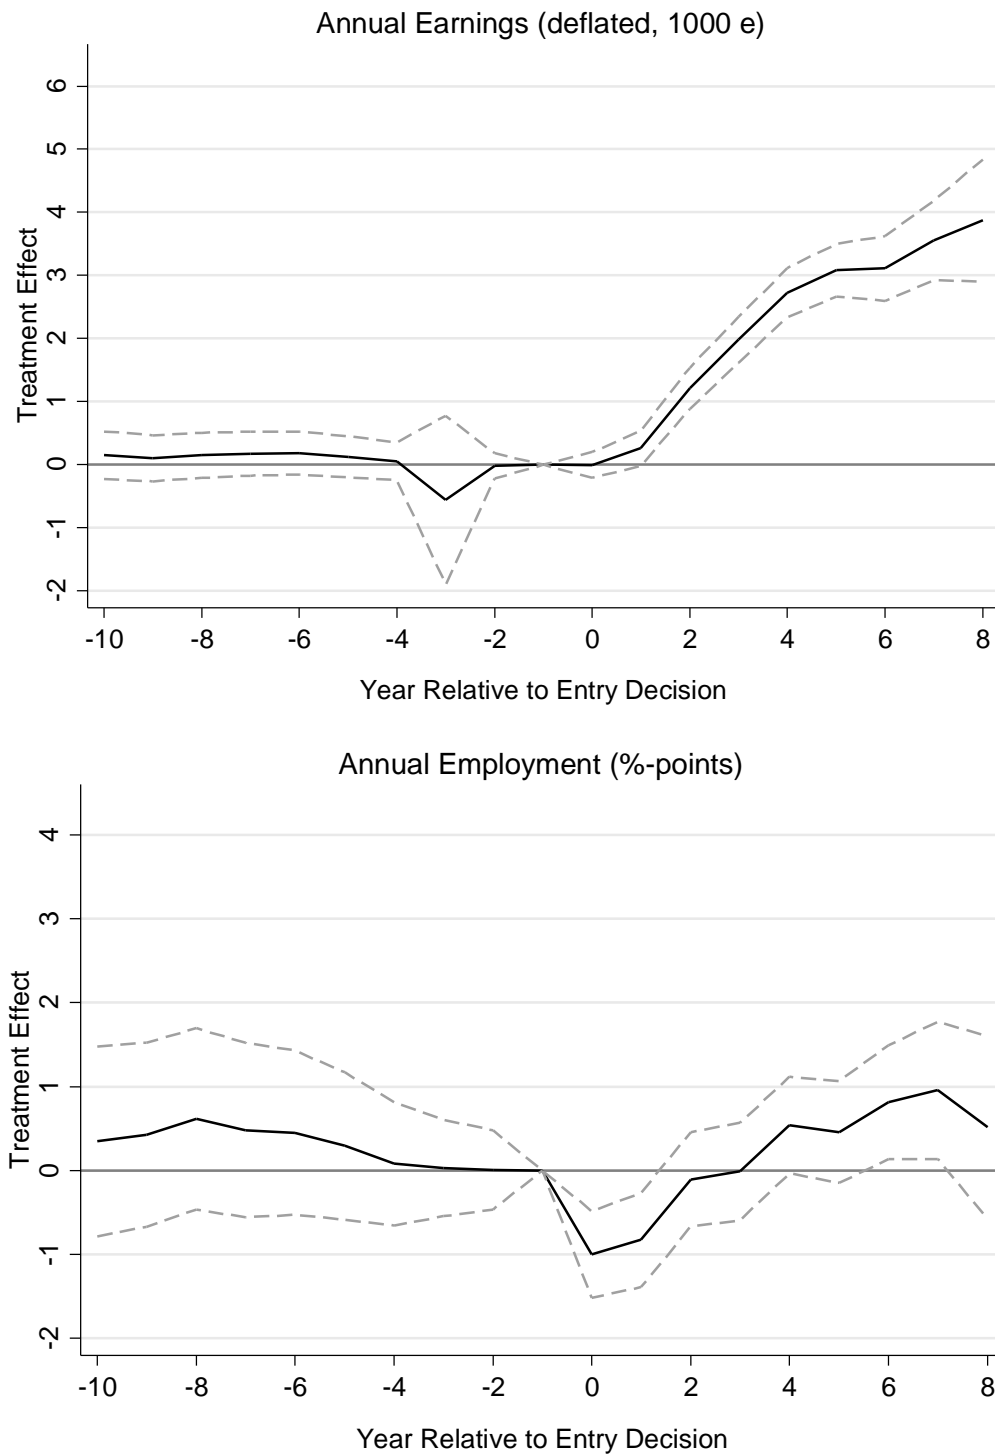 Annual Earnings (deflated, 1000 e)
Treatment Effect
6
5
4
3
2
1
0
-1
-2
-10 -8 -6 -4 -2 0 2 4 6 8
Year Relative to Entry Decision
Annual Employment (%-points)
Treatment Effect
4
3
2
1
0
-1
-2
-10 -8 -6 -4 -2 0 2 4 6 8
Year Relative to Entry Decision